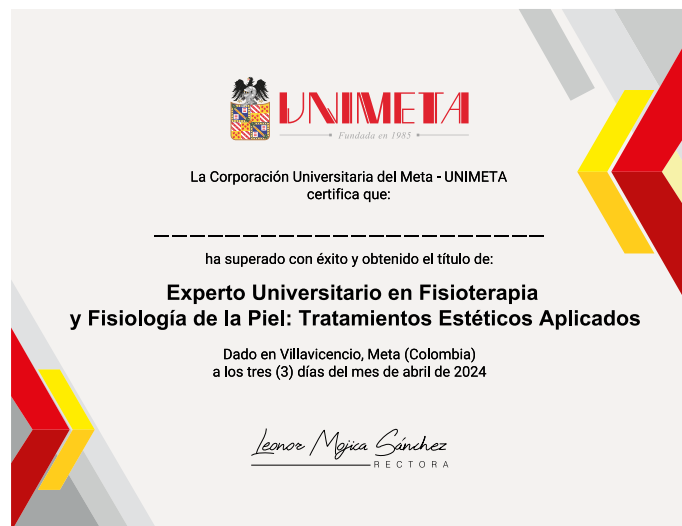 UNIMETA
Fundada en 1985
La Corporación Universitaria del Meta - UNIMETA
certifica que:
_ _ _ _ _ _ _ _ _ _ _ _ _ _ _ _ _ _ _ _ _ _
ha superado con éxito y obtenido el título de:
Experto Universitario en Fisioterapia
y Fisiología de la Piel: Tratamientos Estéticos Aplicados
Dado en Villavicencio, Meta (Colombia)
a los tres (3) días del mes de abril de 2024
Leonor Mojica Sánchez
RECTORA